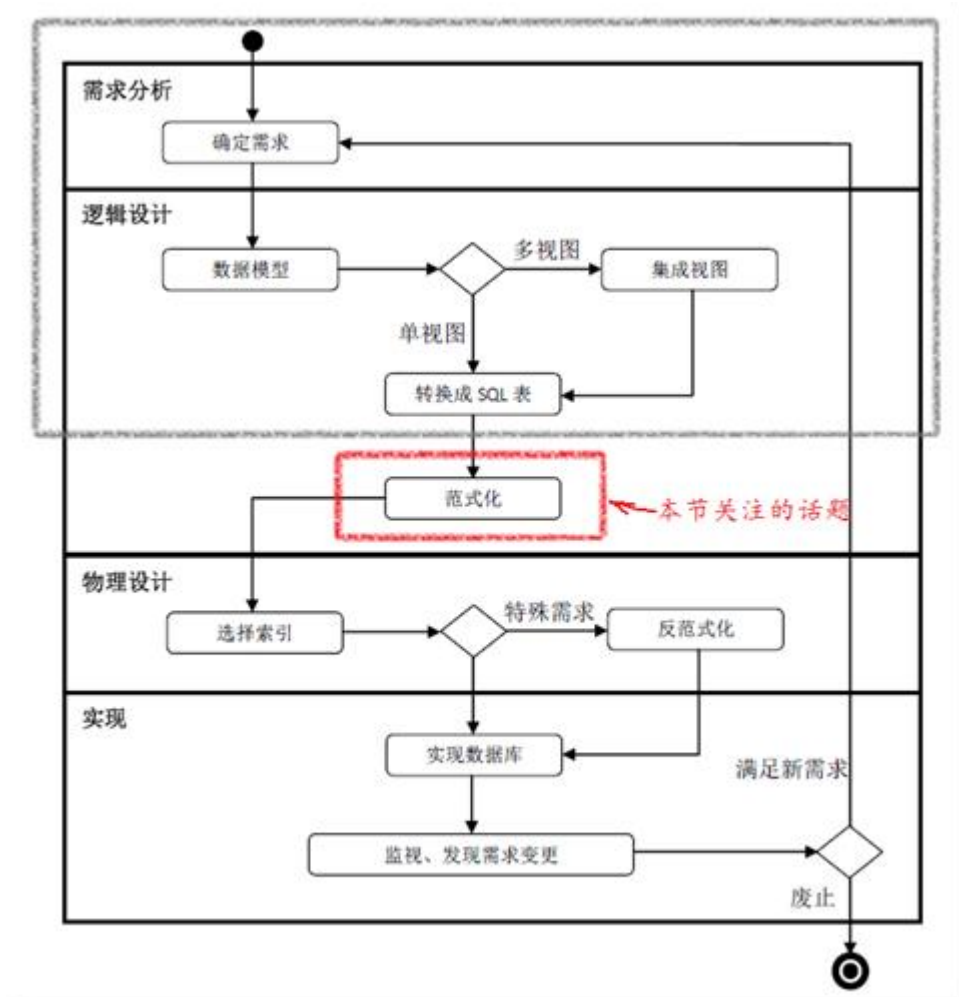 需求分析
确定需求
逻辑设计
数据模型
多视图
集成视图
单视图
转换成 SQL 表
范式化
本节关注的话题
物理设计
选择索引
特殊需求
反范式化
实现
实现数据库
满足新需求
监视、发现需求变更
废止